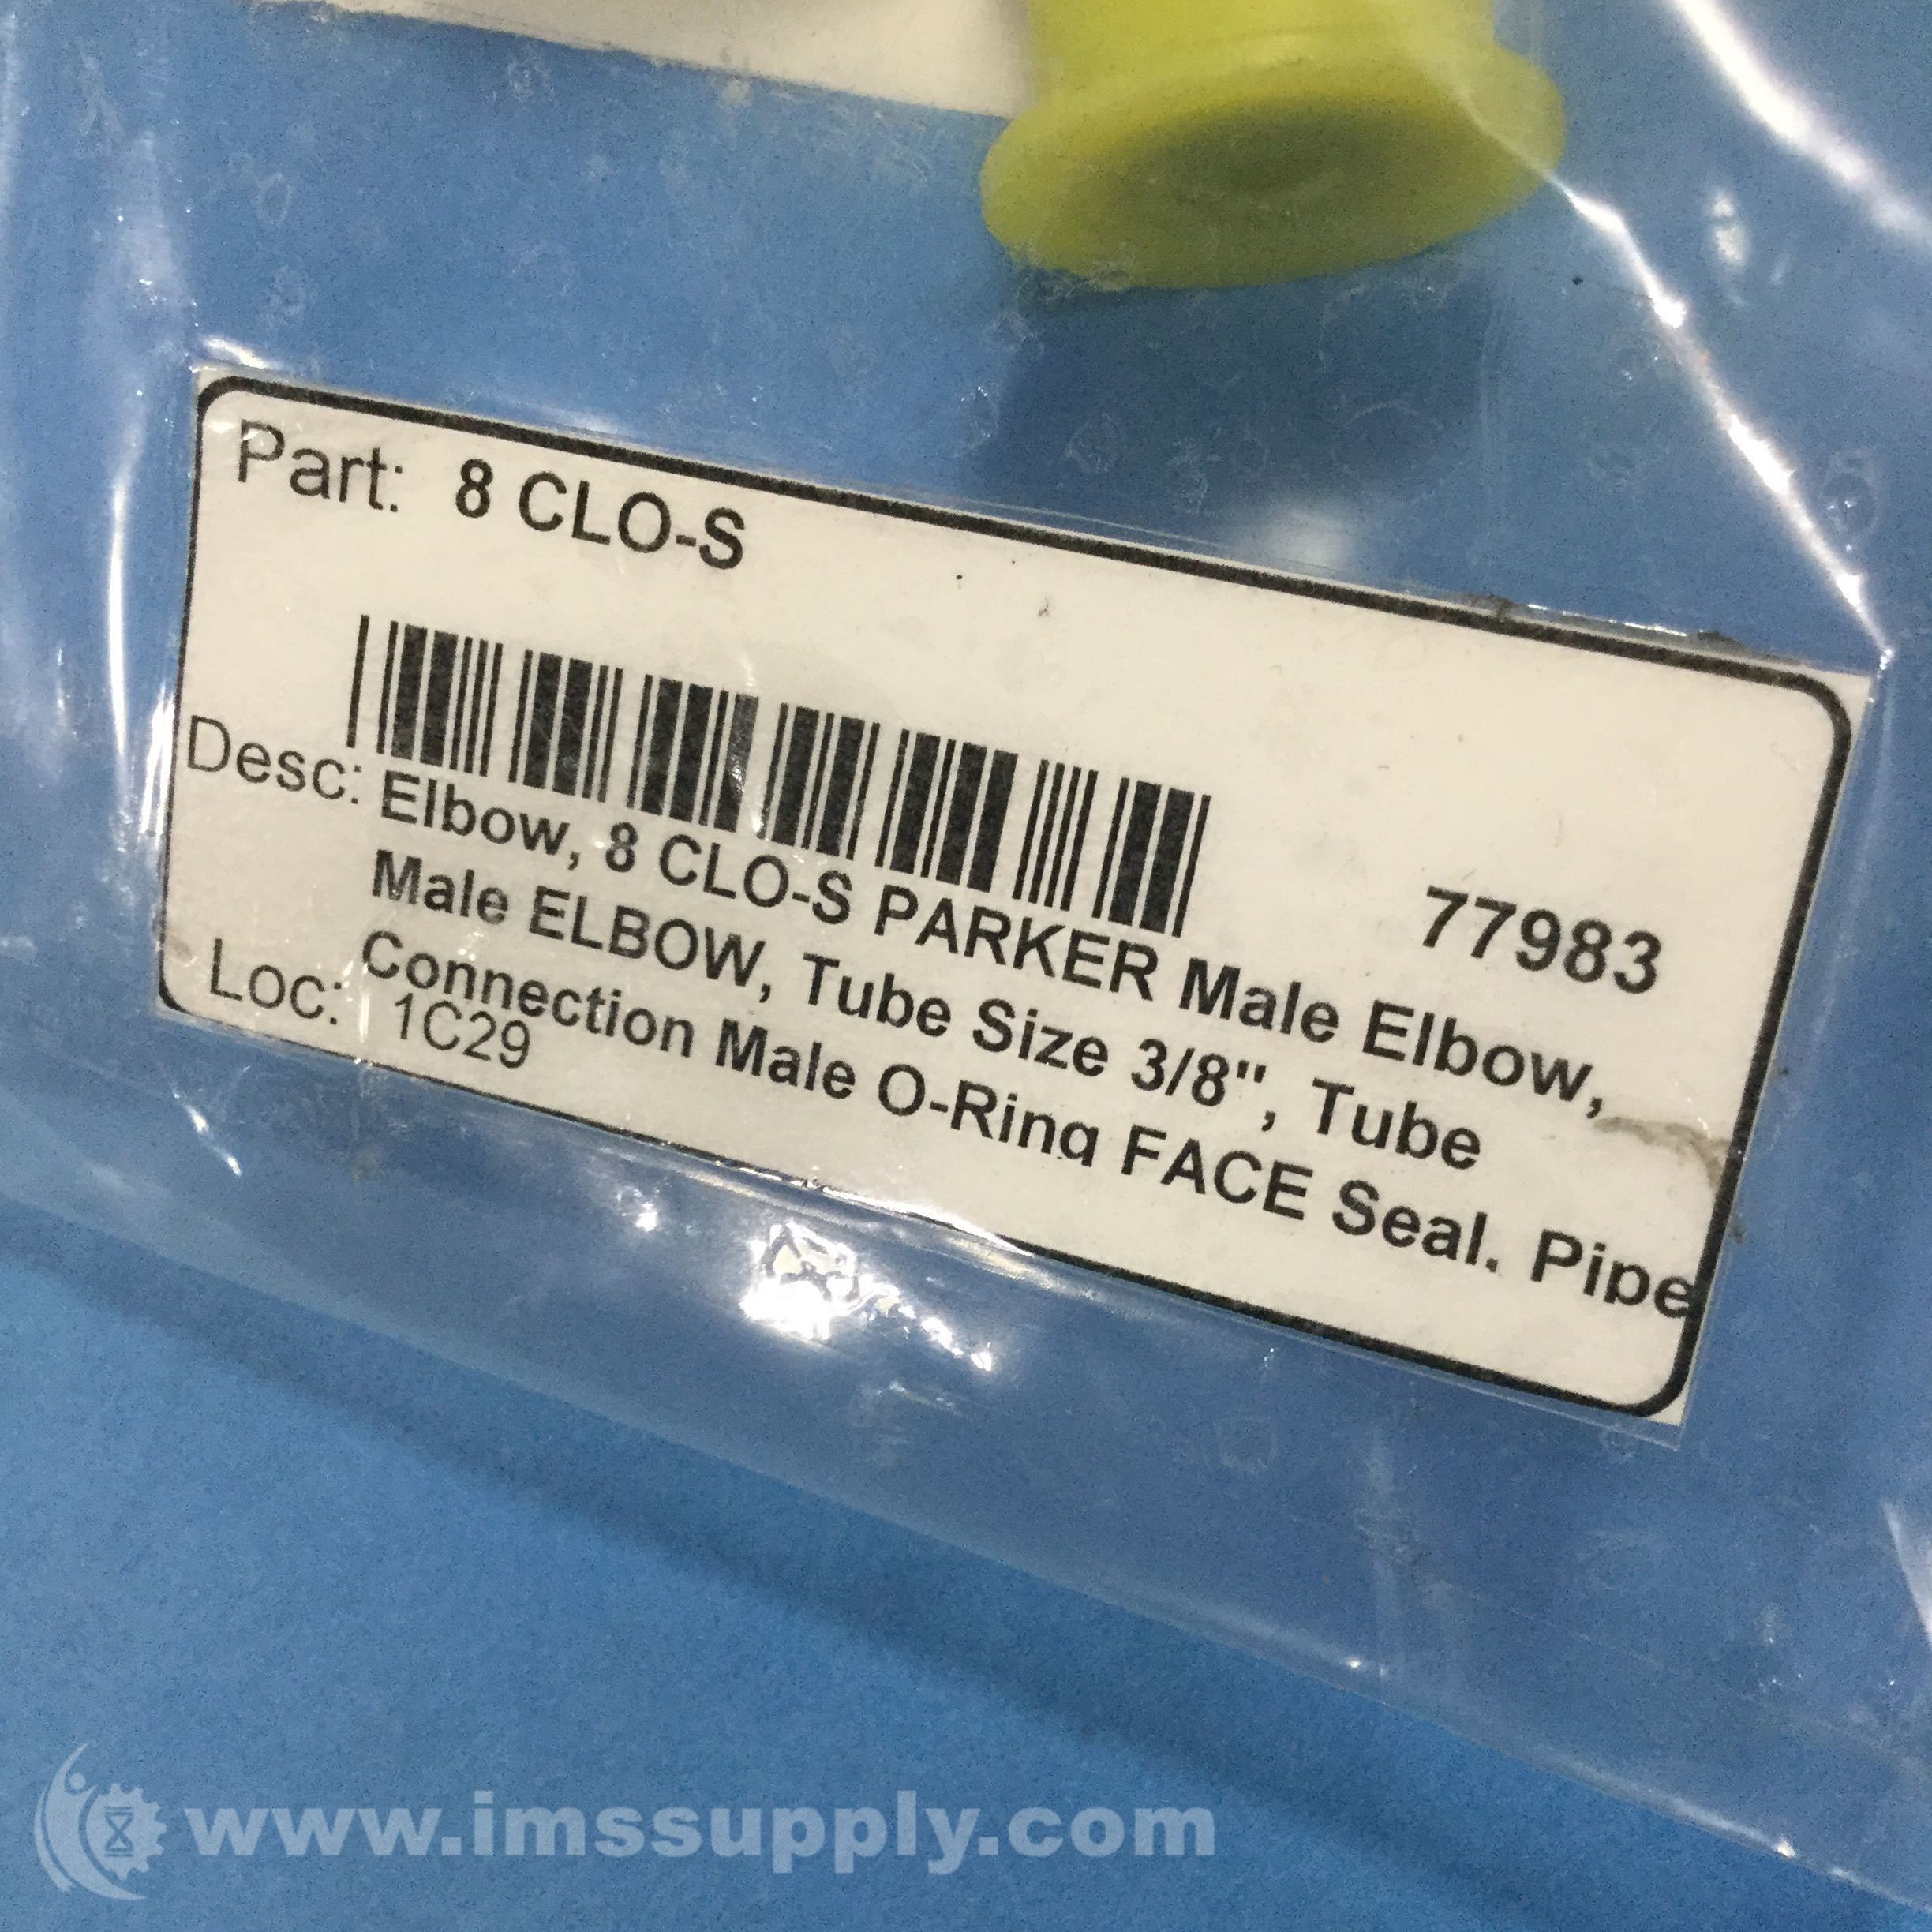 Part: 8 CLO-S
77983
Desc: Elbow, 8 CLO-S PARKER Male Elbow,
Male ELBOW, Tube Size 3/8", Tube
Connection Male O-Ring FACE Seal. Pipe
Loc: 1C29
www.imssupply.com